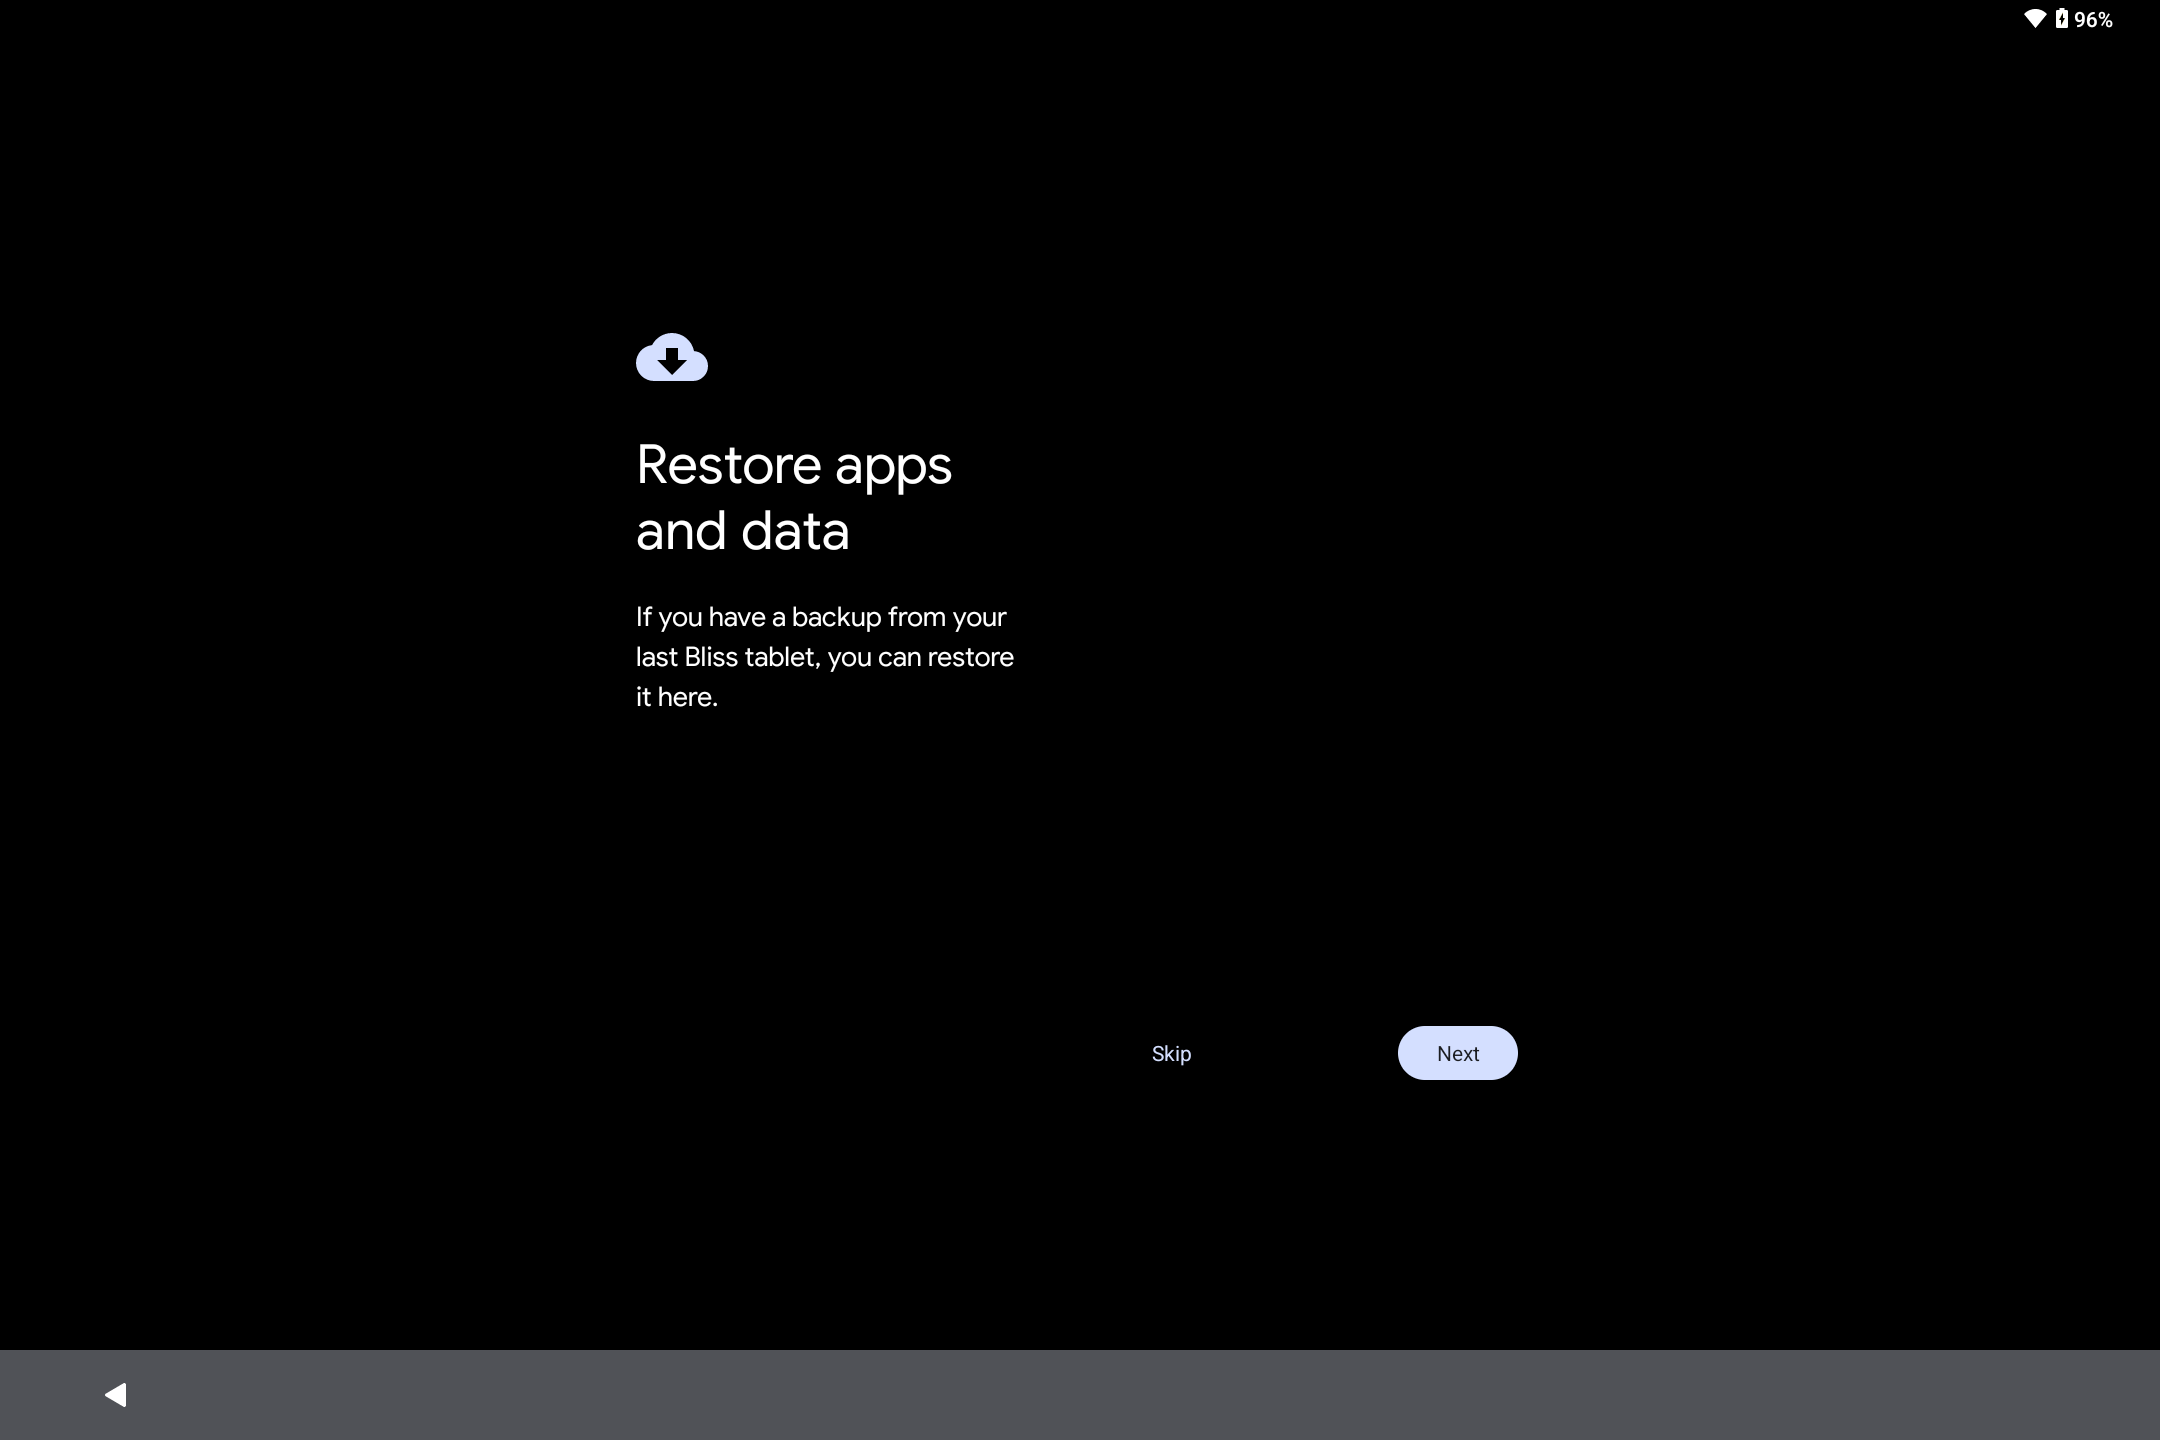 96%
Restore apps
and data
If you have a backup from your
last Bliss tablet, you can restore
it here.
Skip
Next